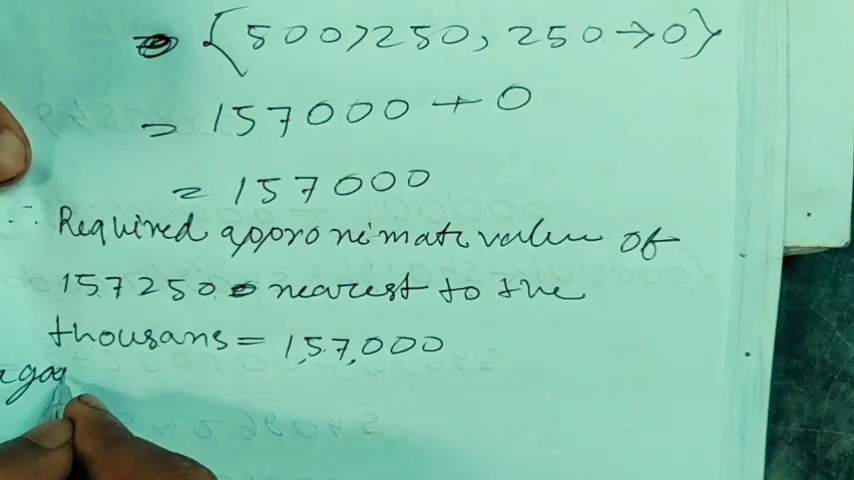 {500>250, 250→0}
= 157000 + 0
= 157000
∴ Required approximate value of
157250 nearest to the
thousans = 1,57,000